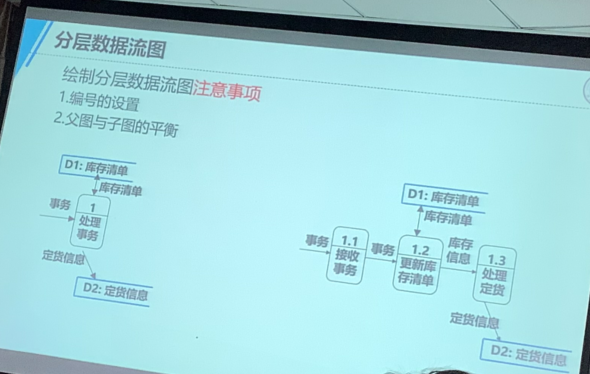 分层数据流图
绘制分层数据流图注意事项
1.编号的设置
2.父图与子图的平衡
D1: 库存清单
库存清单
事务
1
处理
事务
定货信息
D2: 定货信息
D1: 库存清单
库存清单
事务
1.1
接收
事务
事务
1.2
更新库
存清单
库存
信息
1.3
处理
定货
定货信息
D2: 定货信息